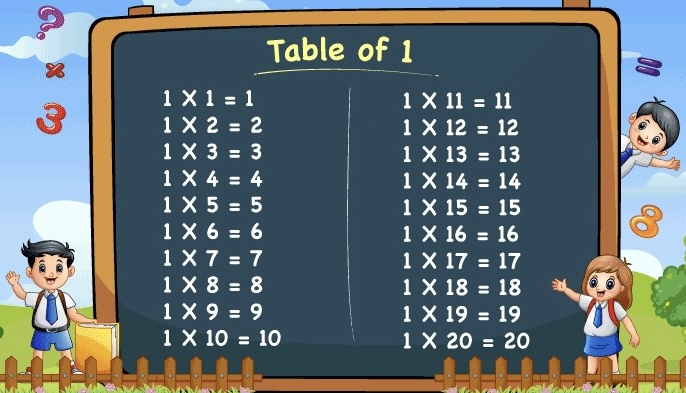 Table of 1
1 X 1 = 1
1 X 2 = 2
1 X 3 = 3
1 X 4 = 4
1 X 5 = 5
1 X 6 = 6
1 X 7 = 7
1 X 8 = 8
1 X 9 = 9
1 X 10 = 10
1 X 11 = 11
1 X 12 = 12
1 X 13 = 13
1 X 14 = 14
1 X 15 = 15
1 X 16 = 16
1 X 17 = 17
1 X 18 = 18
1 X 19 = 19
1 X 20 = 20
?
x
3
=
8